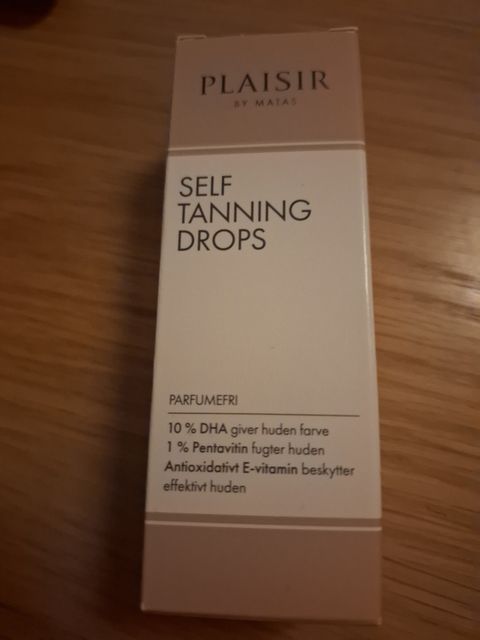 PLAISIR
BY MATAS
SELF
TANNING
DROPS
PARFUMEFRI
10 % DHA giver huden farve
1 % Pentavitin fugter huden
Antioxidativt E-vitamin beskytter
effektivt huden